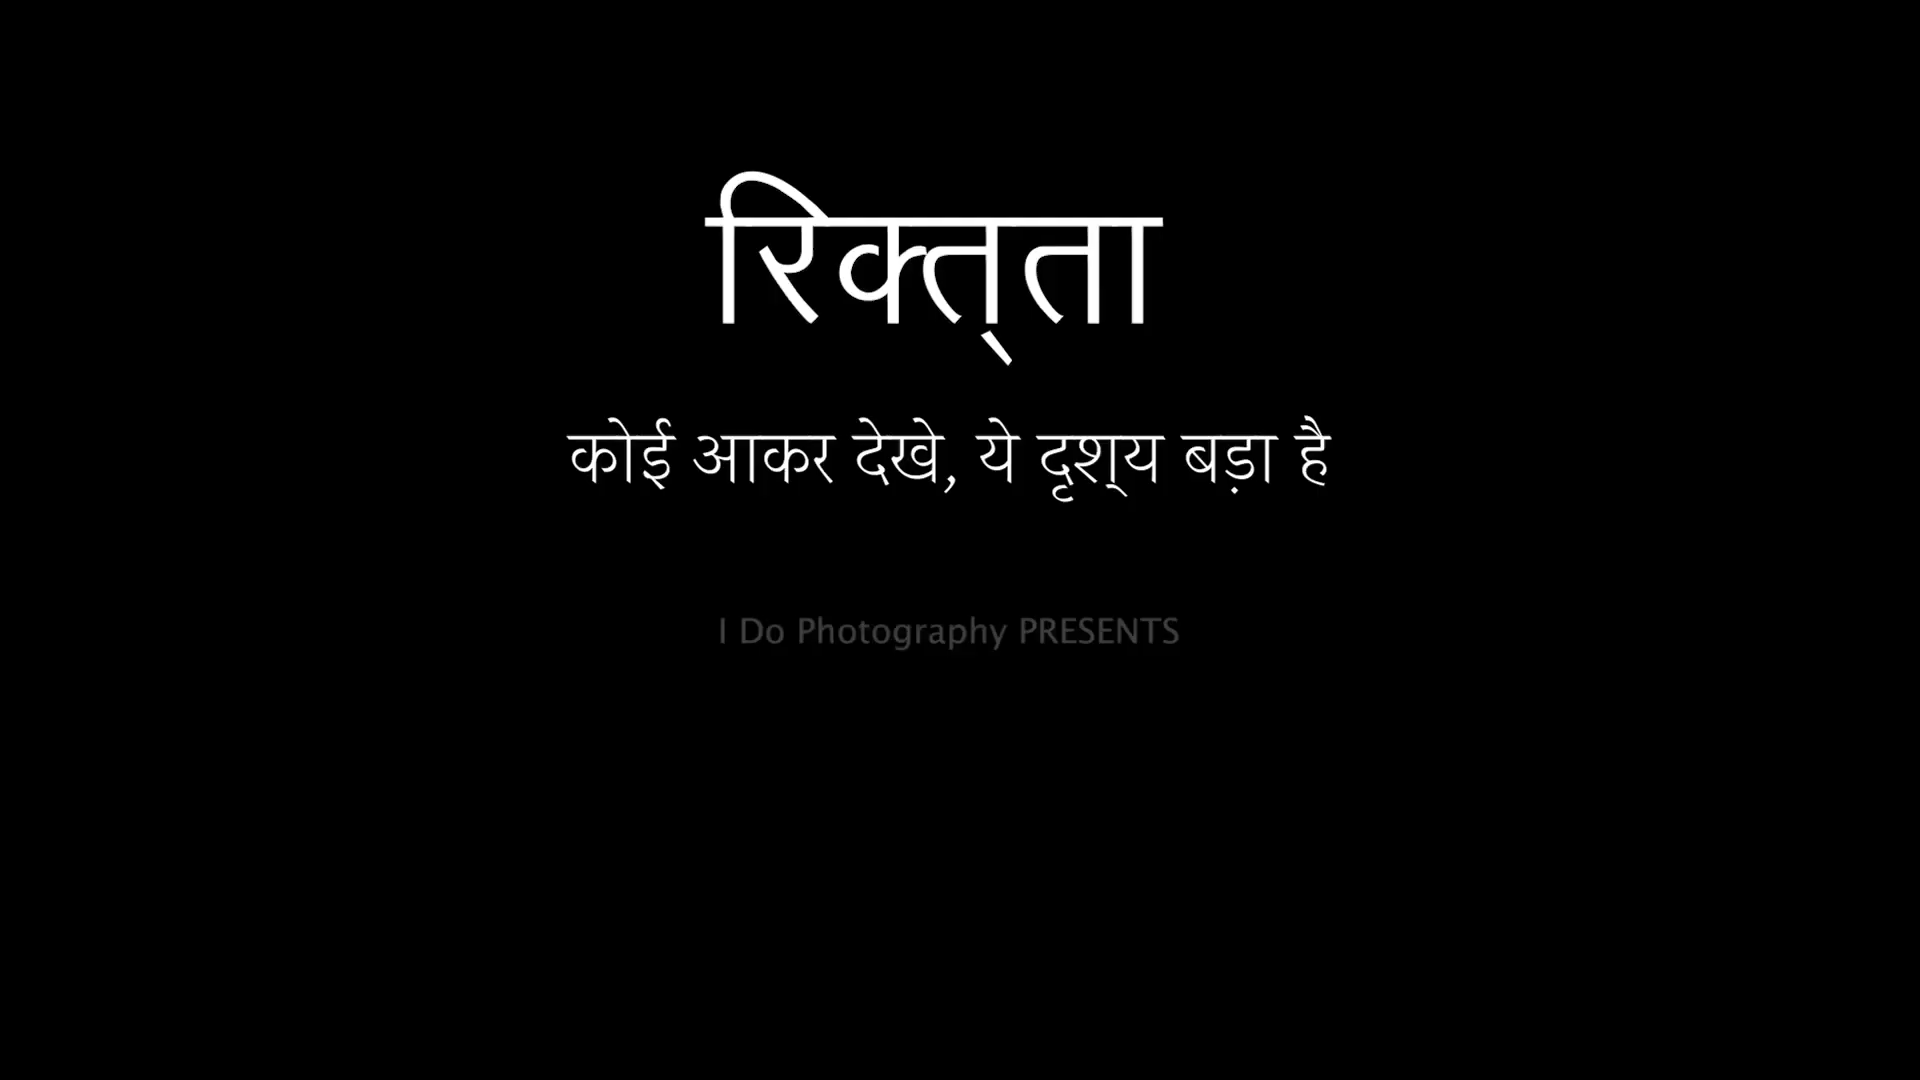 रिक्त्‌ता
कोई आकर देखे, ये दृश्‌य बड़ा है
I Do Photography PRESENTS